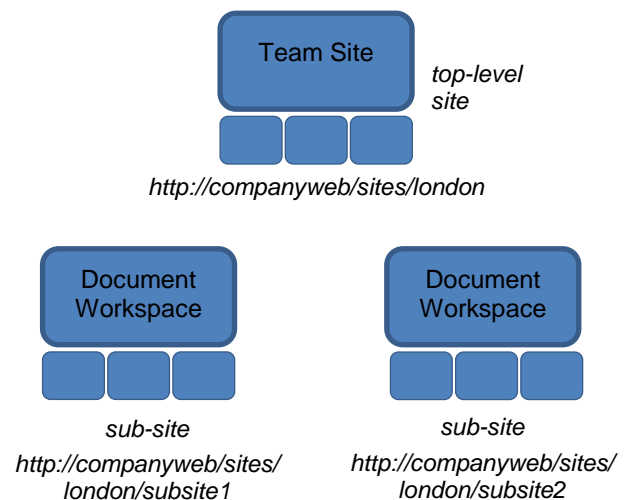 Team Site
top-level
site
http://companyweb/sites/london
Document
Workspace
sub-site
http://companyweb/sites/
london/subsite1
Document
Workspace
sub-site
http://companyweb/sites/
london/subsite2